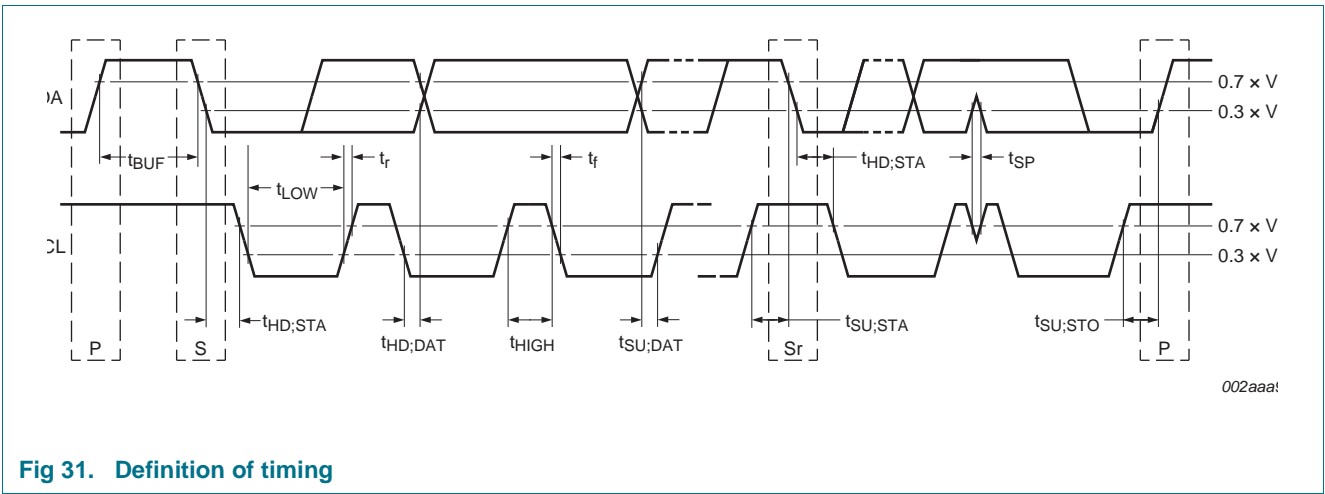 0.7 × V
DA
0.3 × V
tBUF
tr
tf
tHD;STA
tSP
tLOW
0.7 × V
CL
0.3 × V
tHD;STA
tHD;DAT
tHIGH
tSU;DAT
tSU;STA
tSU;STO
P
S
Sr
P
002aaa
Fig 31. Definition of timing